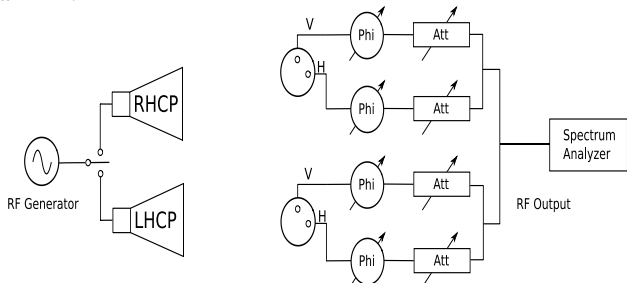 V
Phi
Att
H
Phi
Att
RHCP
Spectrum
Analyzer
RF Generator
LHCP
V
Phi
Att
H
RF Output
Phi
Att